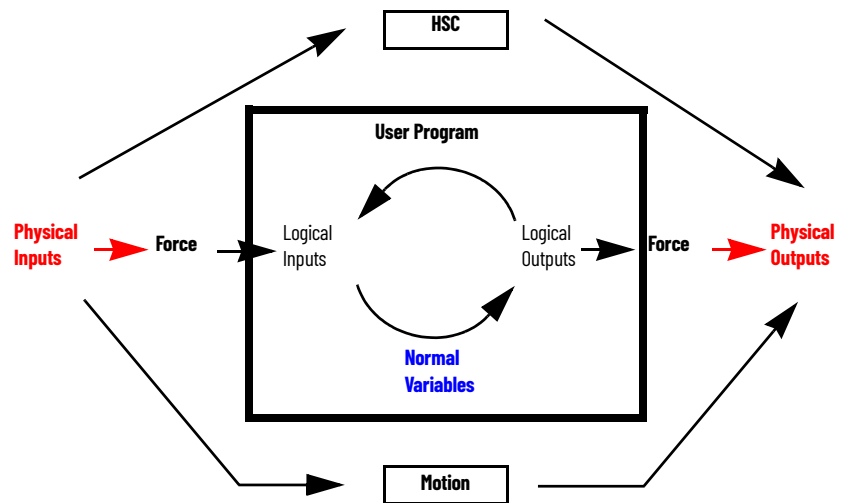 HSC
User Program
Physical
Inputs
Force
Logical
Inputs
Logical
Outputs
Force
Physical
Outputs
Normal
Variables
Motion